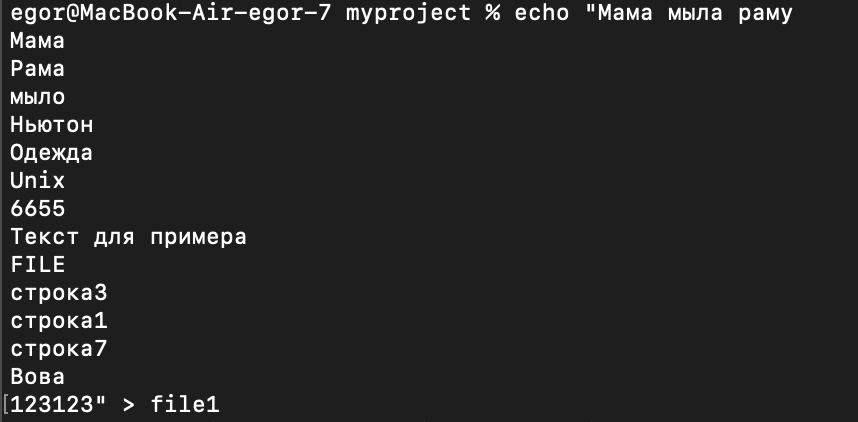 egor@MacBook-Air-egor-7 myproject % echo "Мама мыла раму
Мама
Рама
мыло
Ньютон
Одежда
Unix
6655
Текст для примера
FILE
строка3
строка1
строка7
Вова
[123123" > file1